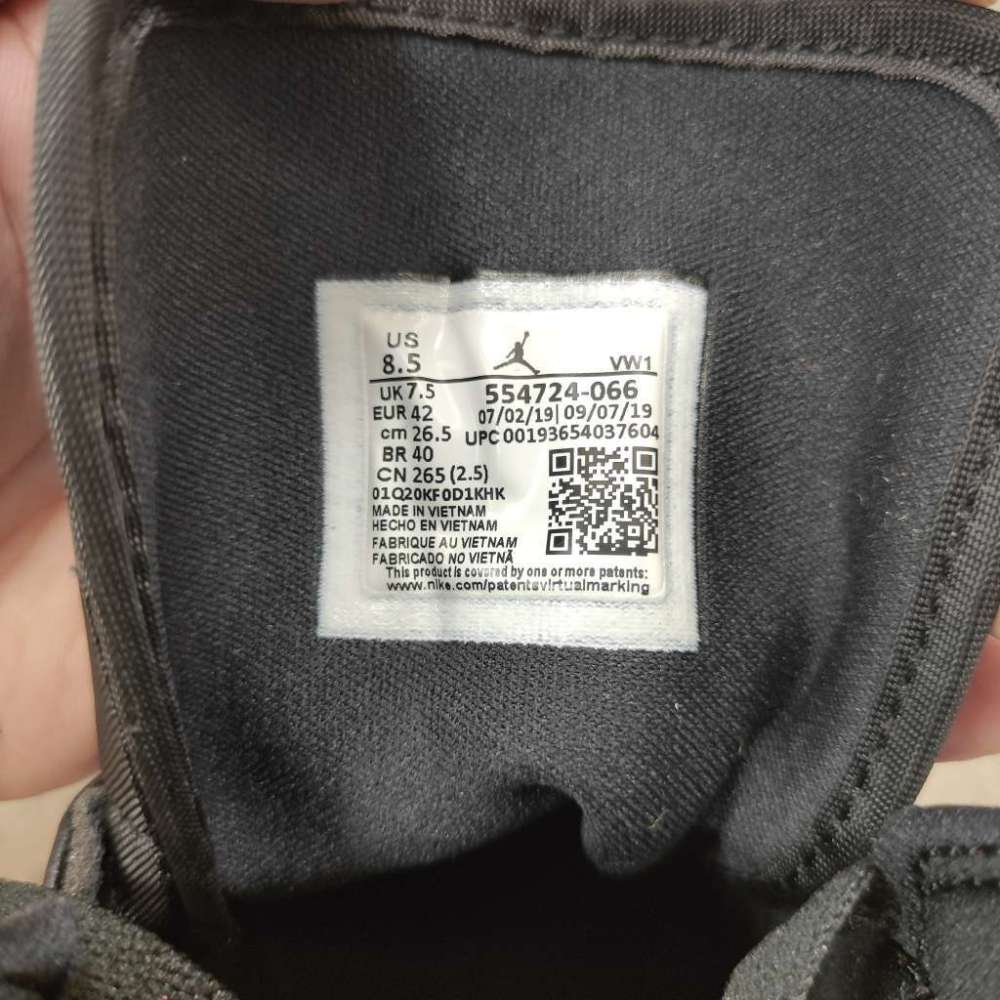 US
8.5 VW1
UK 7.5 554724-066
EUR 42 07/02/19| 09/07/19
cm 26.5 UPC 00193654037604
BR 40
CN 265 (2.5)
01Q20KF0D1KHK
MADE IN VIETNAM
HECHO EN VIETNAM
FABRIQUE AU VIETNAM
FABRICADO NO VIETNÃ
This product is covered by one or more patents:
www.nike.com/patentsvirtualmarking